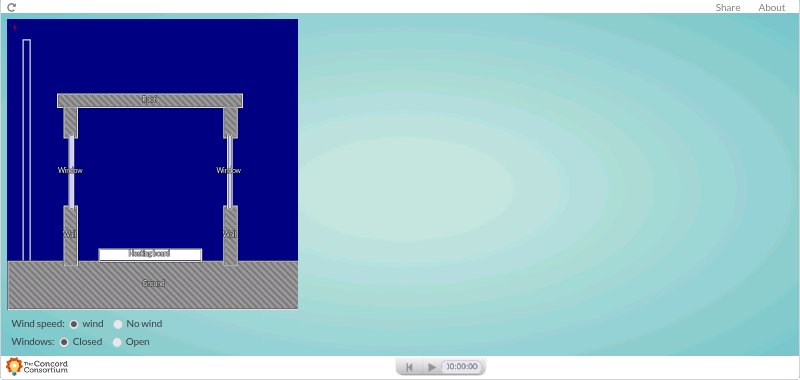 Share About
Roof
Window Window
Wall Wall
Heating board
Ground
Wind speed: wind No wind
Windows: Closed Open
The Concord
Consortium
00:00:00